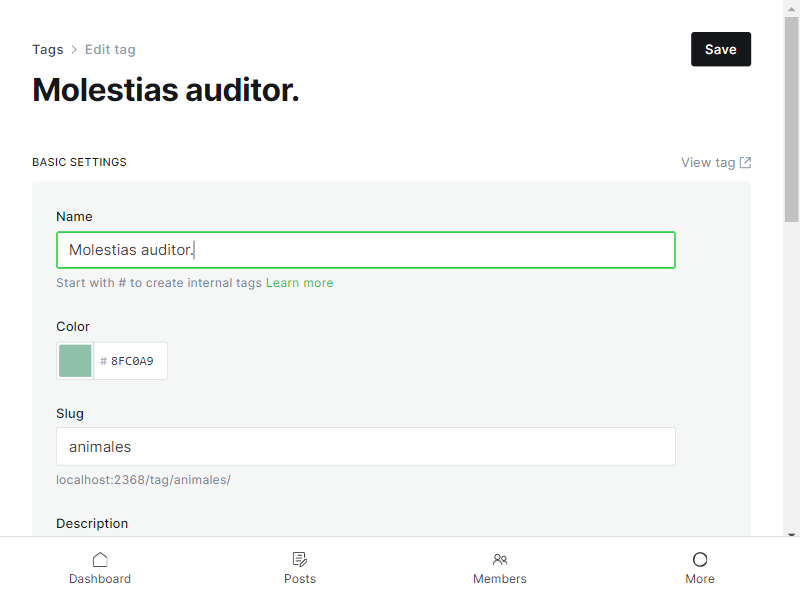 Tags > Edit tag
Save
Molestias auditor.
BASIC SETTINGS
View tag
Name
Molestias auditor.
Start with # to create internal tags Learn more
Color
# 8FC0A9
Slug
animales
localhost:2368/tag/animales/
Description
Dashboard
Posts
Members
More